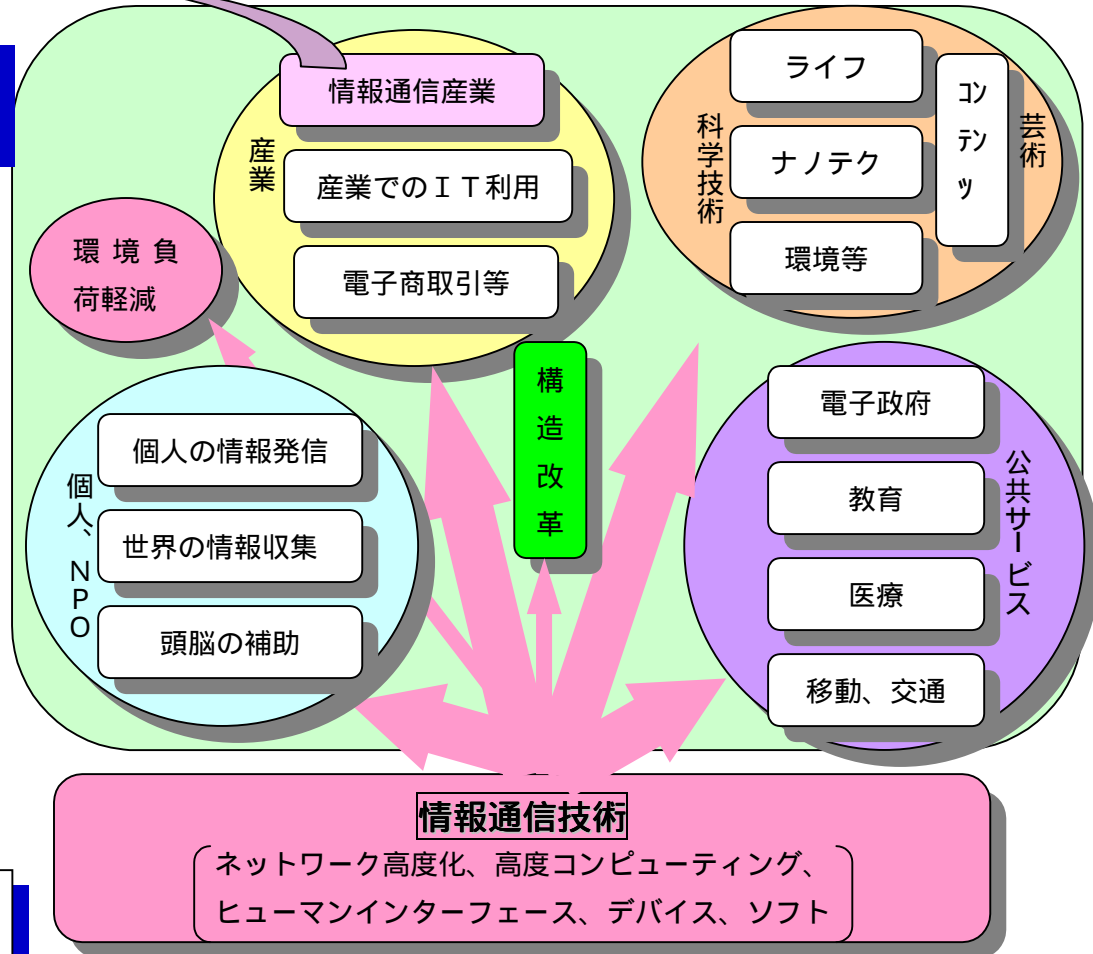 情報通信産業
産業
産業でのＩＴ利用
電子商取引等
ライフ
科学技術
ナノテク
環境等
ｺﾝﾃﾝﾂ
芸術
環境負
荷軽減
構造改革
個人の情報発信
個人、ＮＰＯ
世界の情報収集
頭脳の補助
電子政府
公共サービス
教育
医療
移動、交通
情報通信技術
ネットワーク高度化、高度コンピューティング、
ヒューマンインターフェース、デバイス、ソフト